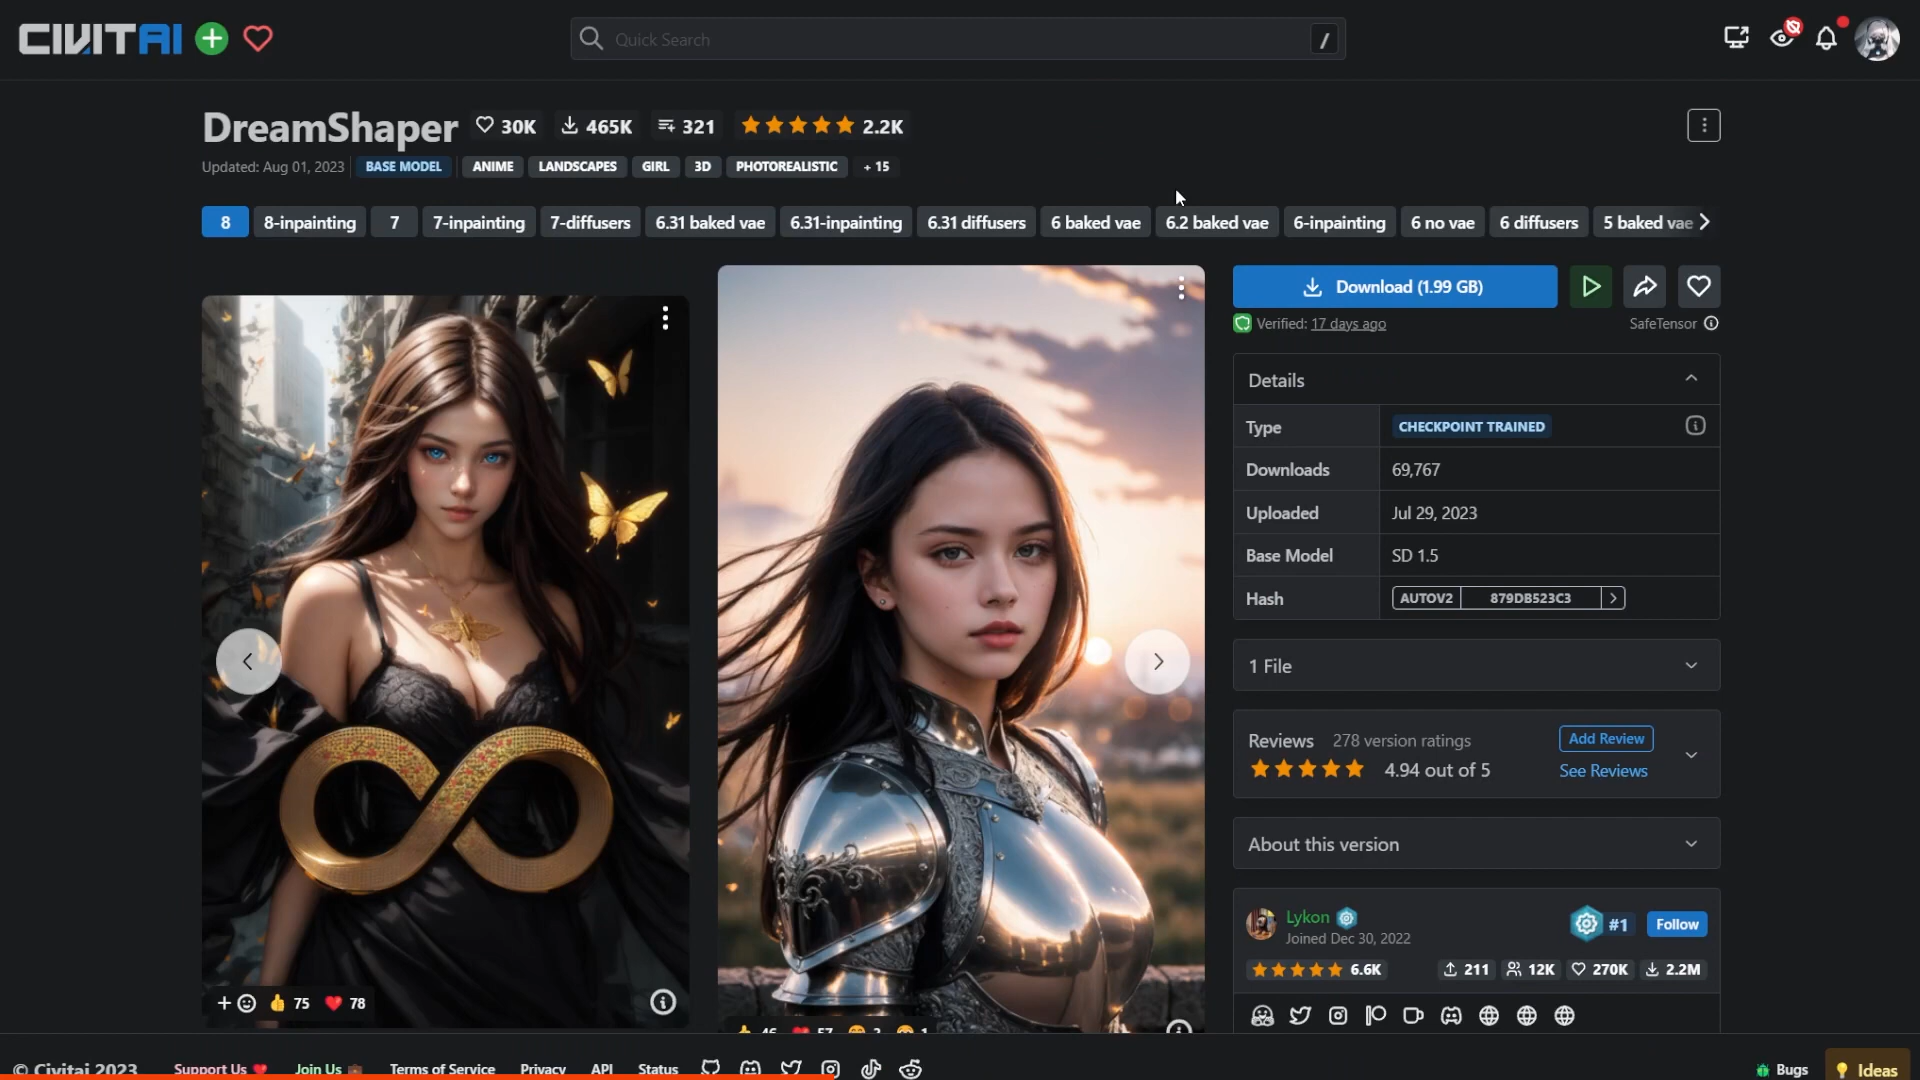 CIVITAI
Quick Search
/
DreamShaper 30K 465K 321 2.2K
Updated: Aug 01, 2023 BASE MODEL ANIME LANDSCAPES GIRL 3D PHOTOREALISTIC + 15
8 8-inpainting 7 7-inpainting 7-diffusers 6.31 baked vae 6.31-inpainting 6.31 diffusers 6 baked vae 6.2 baked vae 6-inpainting 6 no vae 6 diffusers 5 baked vae
Download (1.99 GB)
Verified: 17 days ago SafeTensor
Details
Type CHECKPOINT TRAINED
Downloads 69,767
Uploaded Jul 29, 2023
Base Model SD 1.5
Hash AUTOV2 879DB523C3
1 File
Reviews 278 version ratings Add Review
4.94 out of 5 See Reviews
About this version
Lykon #1 Follow
Joined Dec 30, 2022
6.6K 211 12K 270K 2.2M
75 78
46 57 2 1
© Civitai 2023 Support Us Join Us Terms of Service Privacy API Status Bugs Ideas